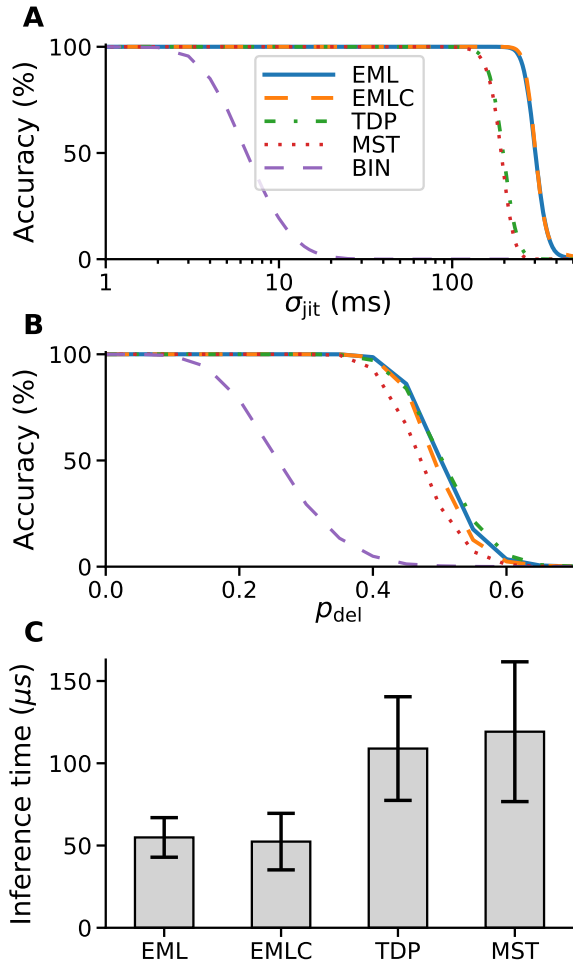 A
Accuracy (%)
100
50
0
EML
EMLC
TDP
MST
BIN
1
10
100
σjit (ms)
B
Accuracy (%)
100
50
0
0.0
0.2
0.4
0.6
pdel
C
Inference time (μs)
150
100
50
0
EML
EMLC
TDP
MST